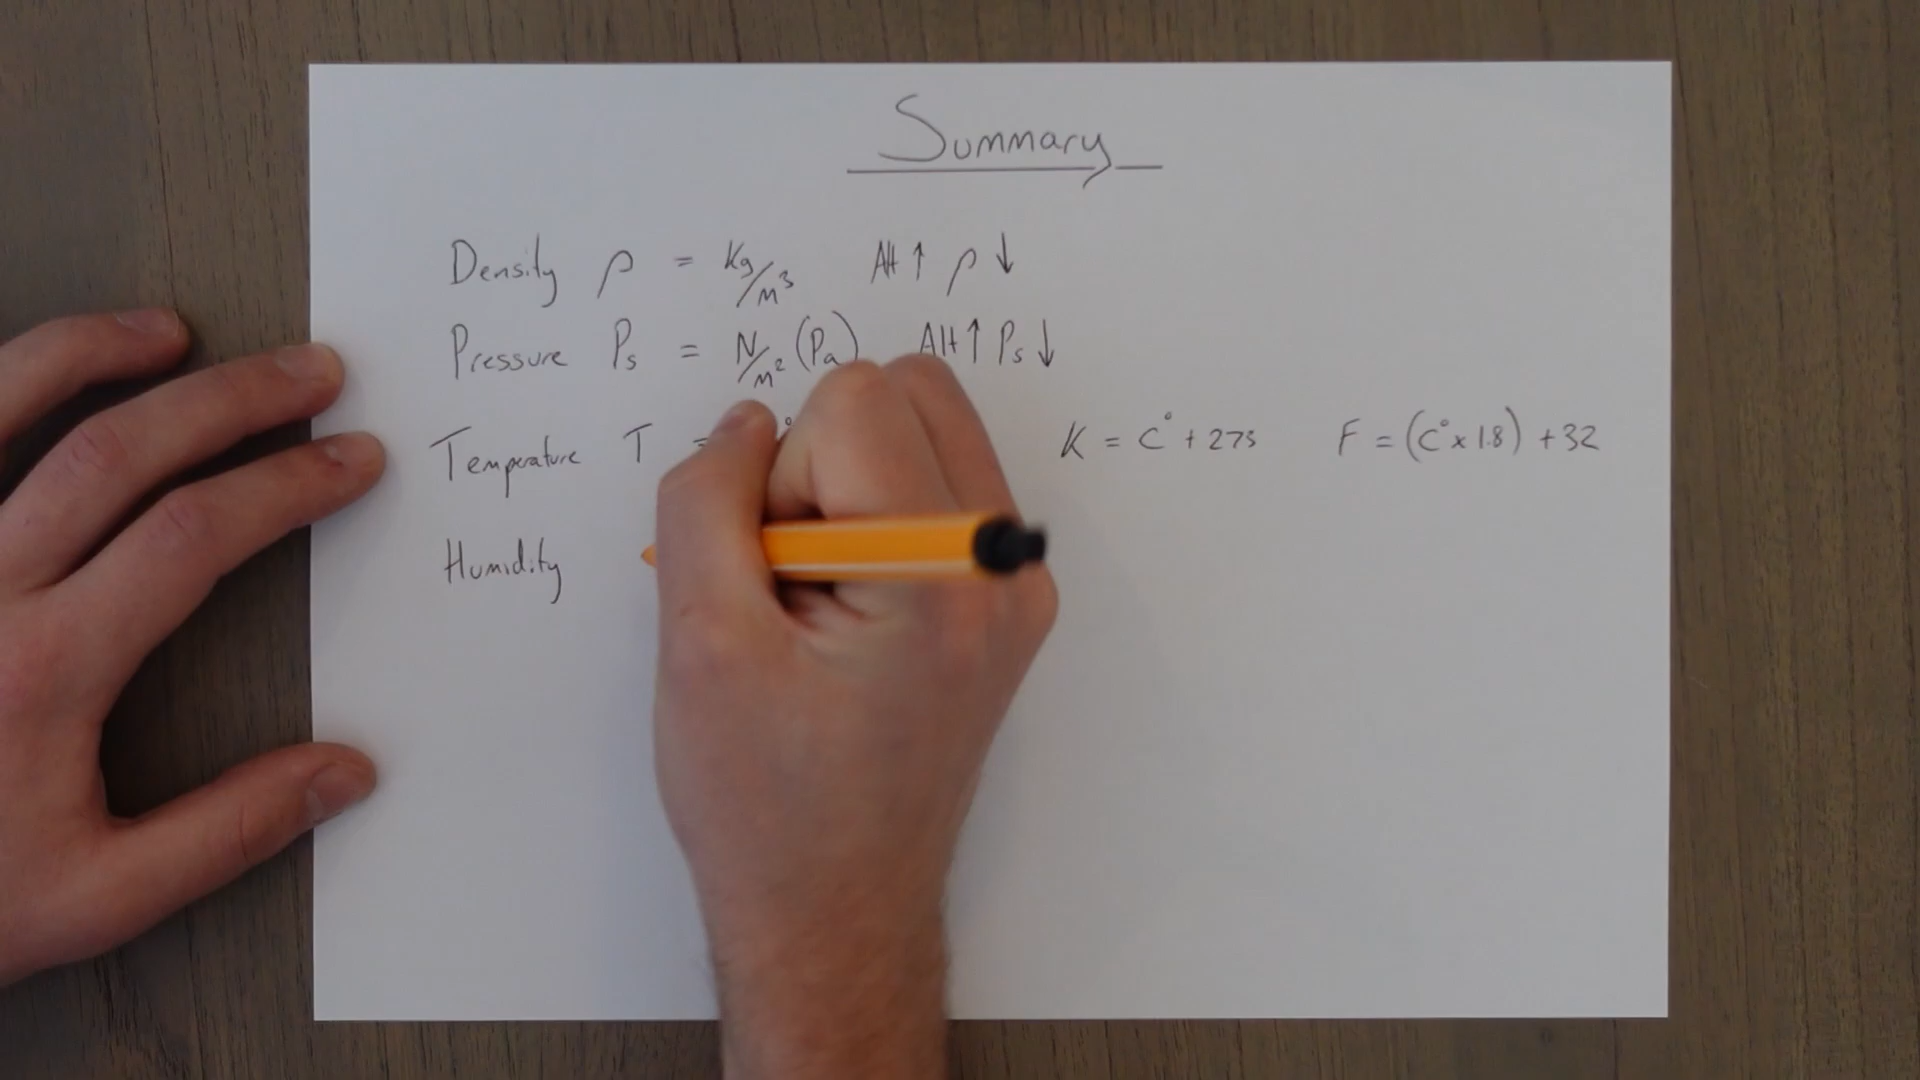 Summary
Density ρ = Kg/m³ Alt ↑ ρ ↓
Pressure Ps = N/m² (Pa) Alt ↑ Ps ↓
Temperature T = K = C° + 273 F = (C° x 1.8) + 32
Humidity